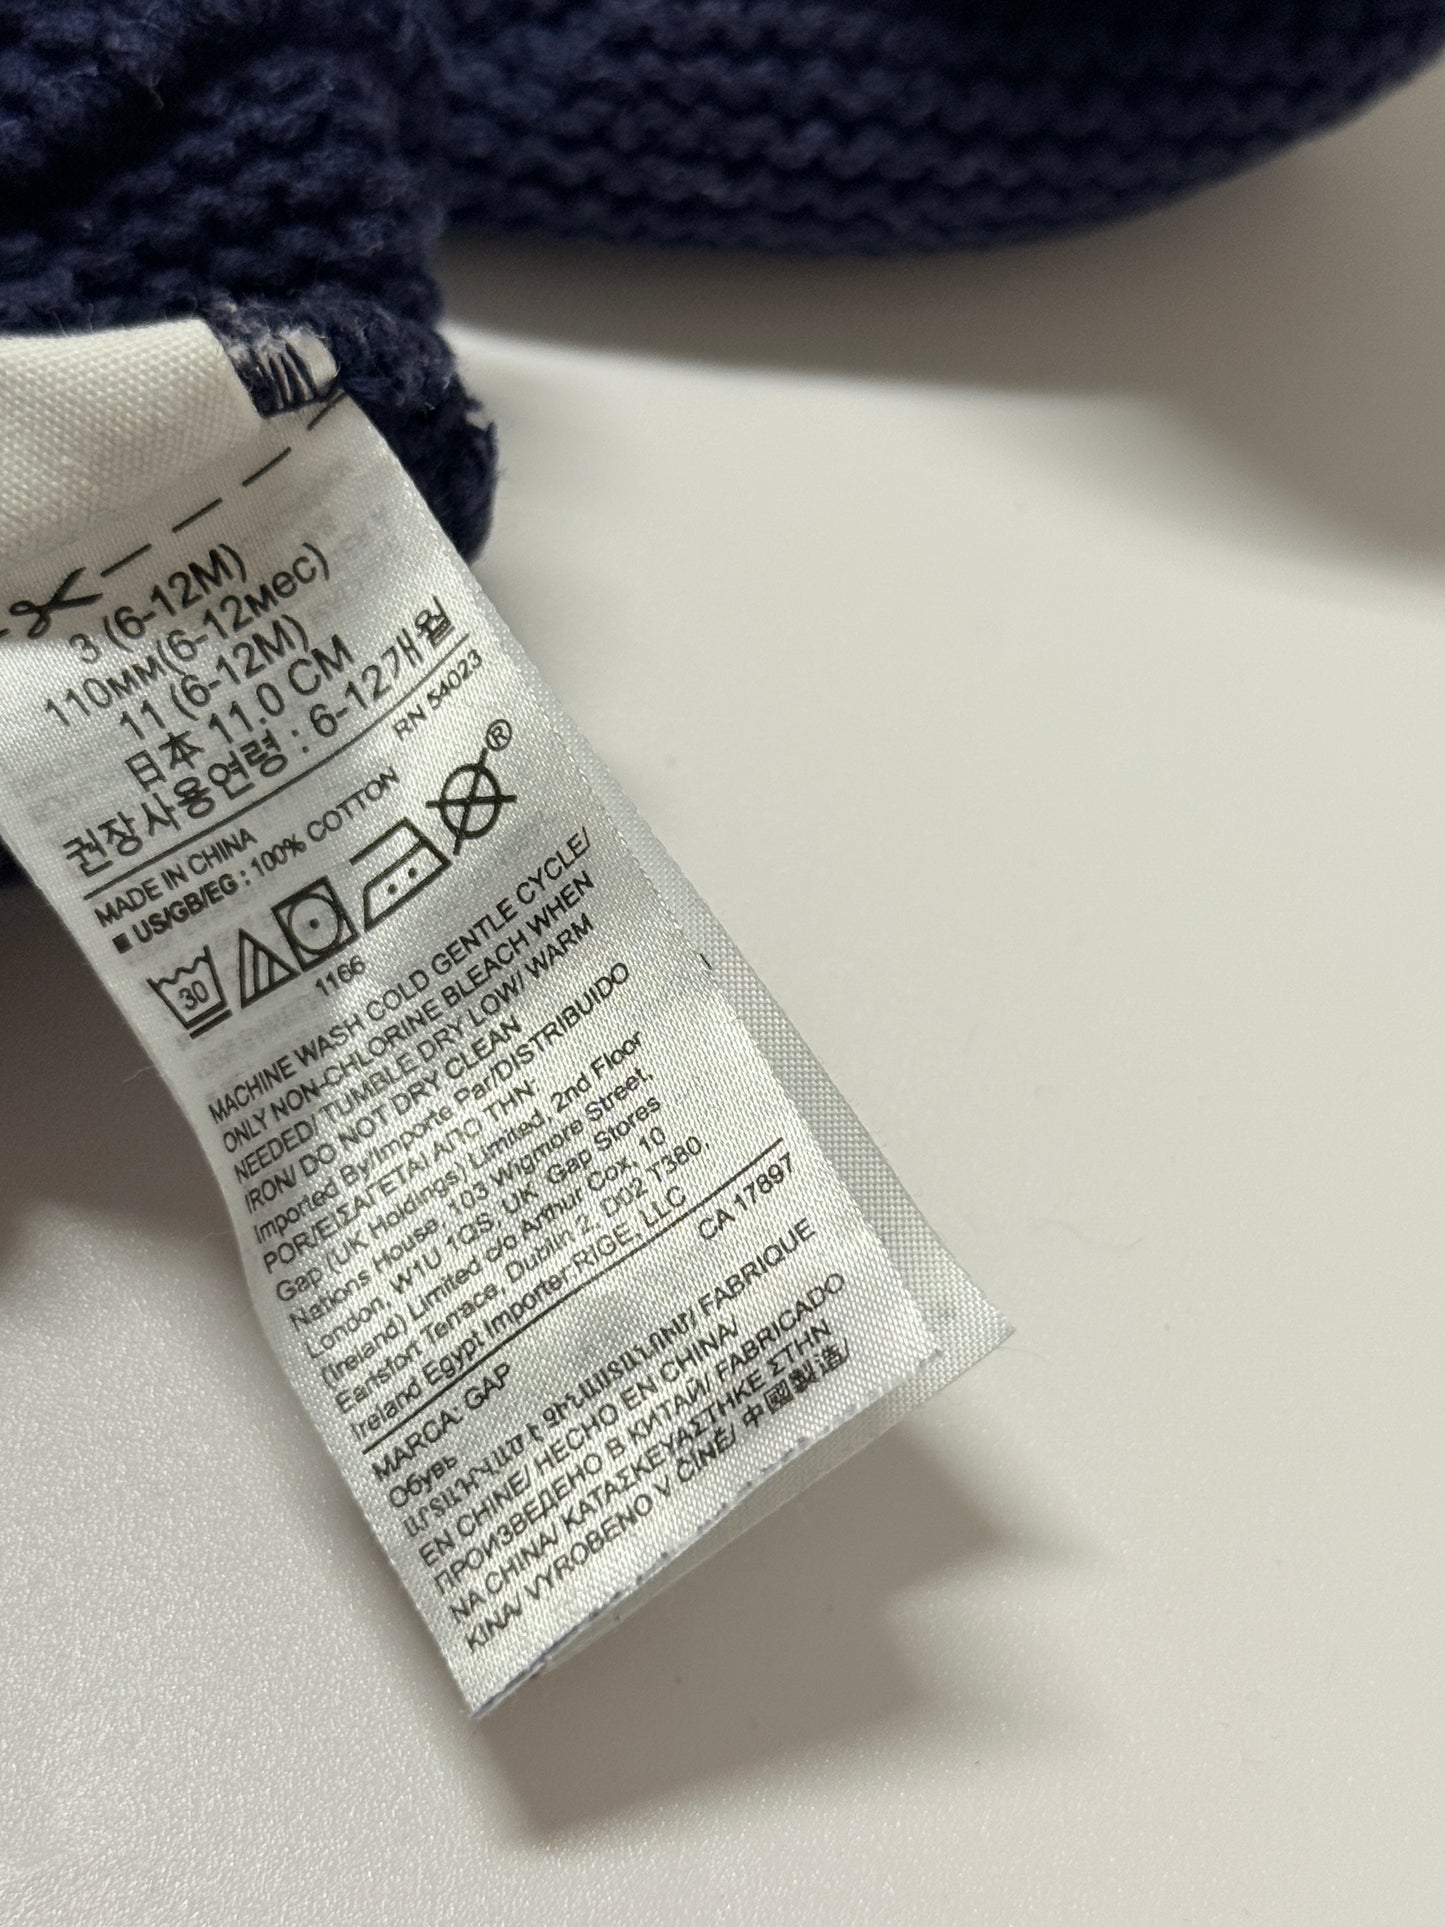 3 (6-12M)
110мм(6-12мес)
11 (6-12M)
日本 11.0 CM
권장사용연령 : 6-12개월
RN 54023
MADE IN CHINA
■ US/GB/EG : 100% COTTON
30
1166
®
MACHINE WASH COLD GENTLE CYCLE/
ONLY NON-CHLORINE BLEACH WHEN
NEEDED/ TUMBLE DRY LOW/ WARM
IRON/ DO NOT DRY CLEAN
Imported By/Importe Par/DISTRIBUIDO
POR/ΕΙΣΑΓΕΤΑΙ ΑΠΟ ΤΗΝ:
Gap (UK Holdings) Limited, 2nd Floor
Nations House, 103 Wigmore Street,
London, W1U 1QS, UK Gap Stores
(Ireland) Limited c/o Arthur Cox, 10
Earlsfort Terrace, Dublin 2, D02 T380,
Ireland Egypt Importer RIGE, LLC
CA 17897
MARCA: GAP
Обувь
ԱՐՏԱԴՐՎԱԾ Է ՉԻՆԱՍՏԱՆՈՒՄ/ FABRIQUE
EN CHINE/ HECHO EN CHINA/
ПРОИЗВЕДЕНО В КИТАЙ/ FABRICADO
NA CHINA/ ΚΑΤΑΣΚΕΥΑΣΤΗΚΕ ΣΤΗΝ
ΚΙΝΑ/ VYROBENO V ČÍNĚ/ 中國製造/